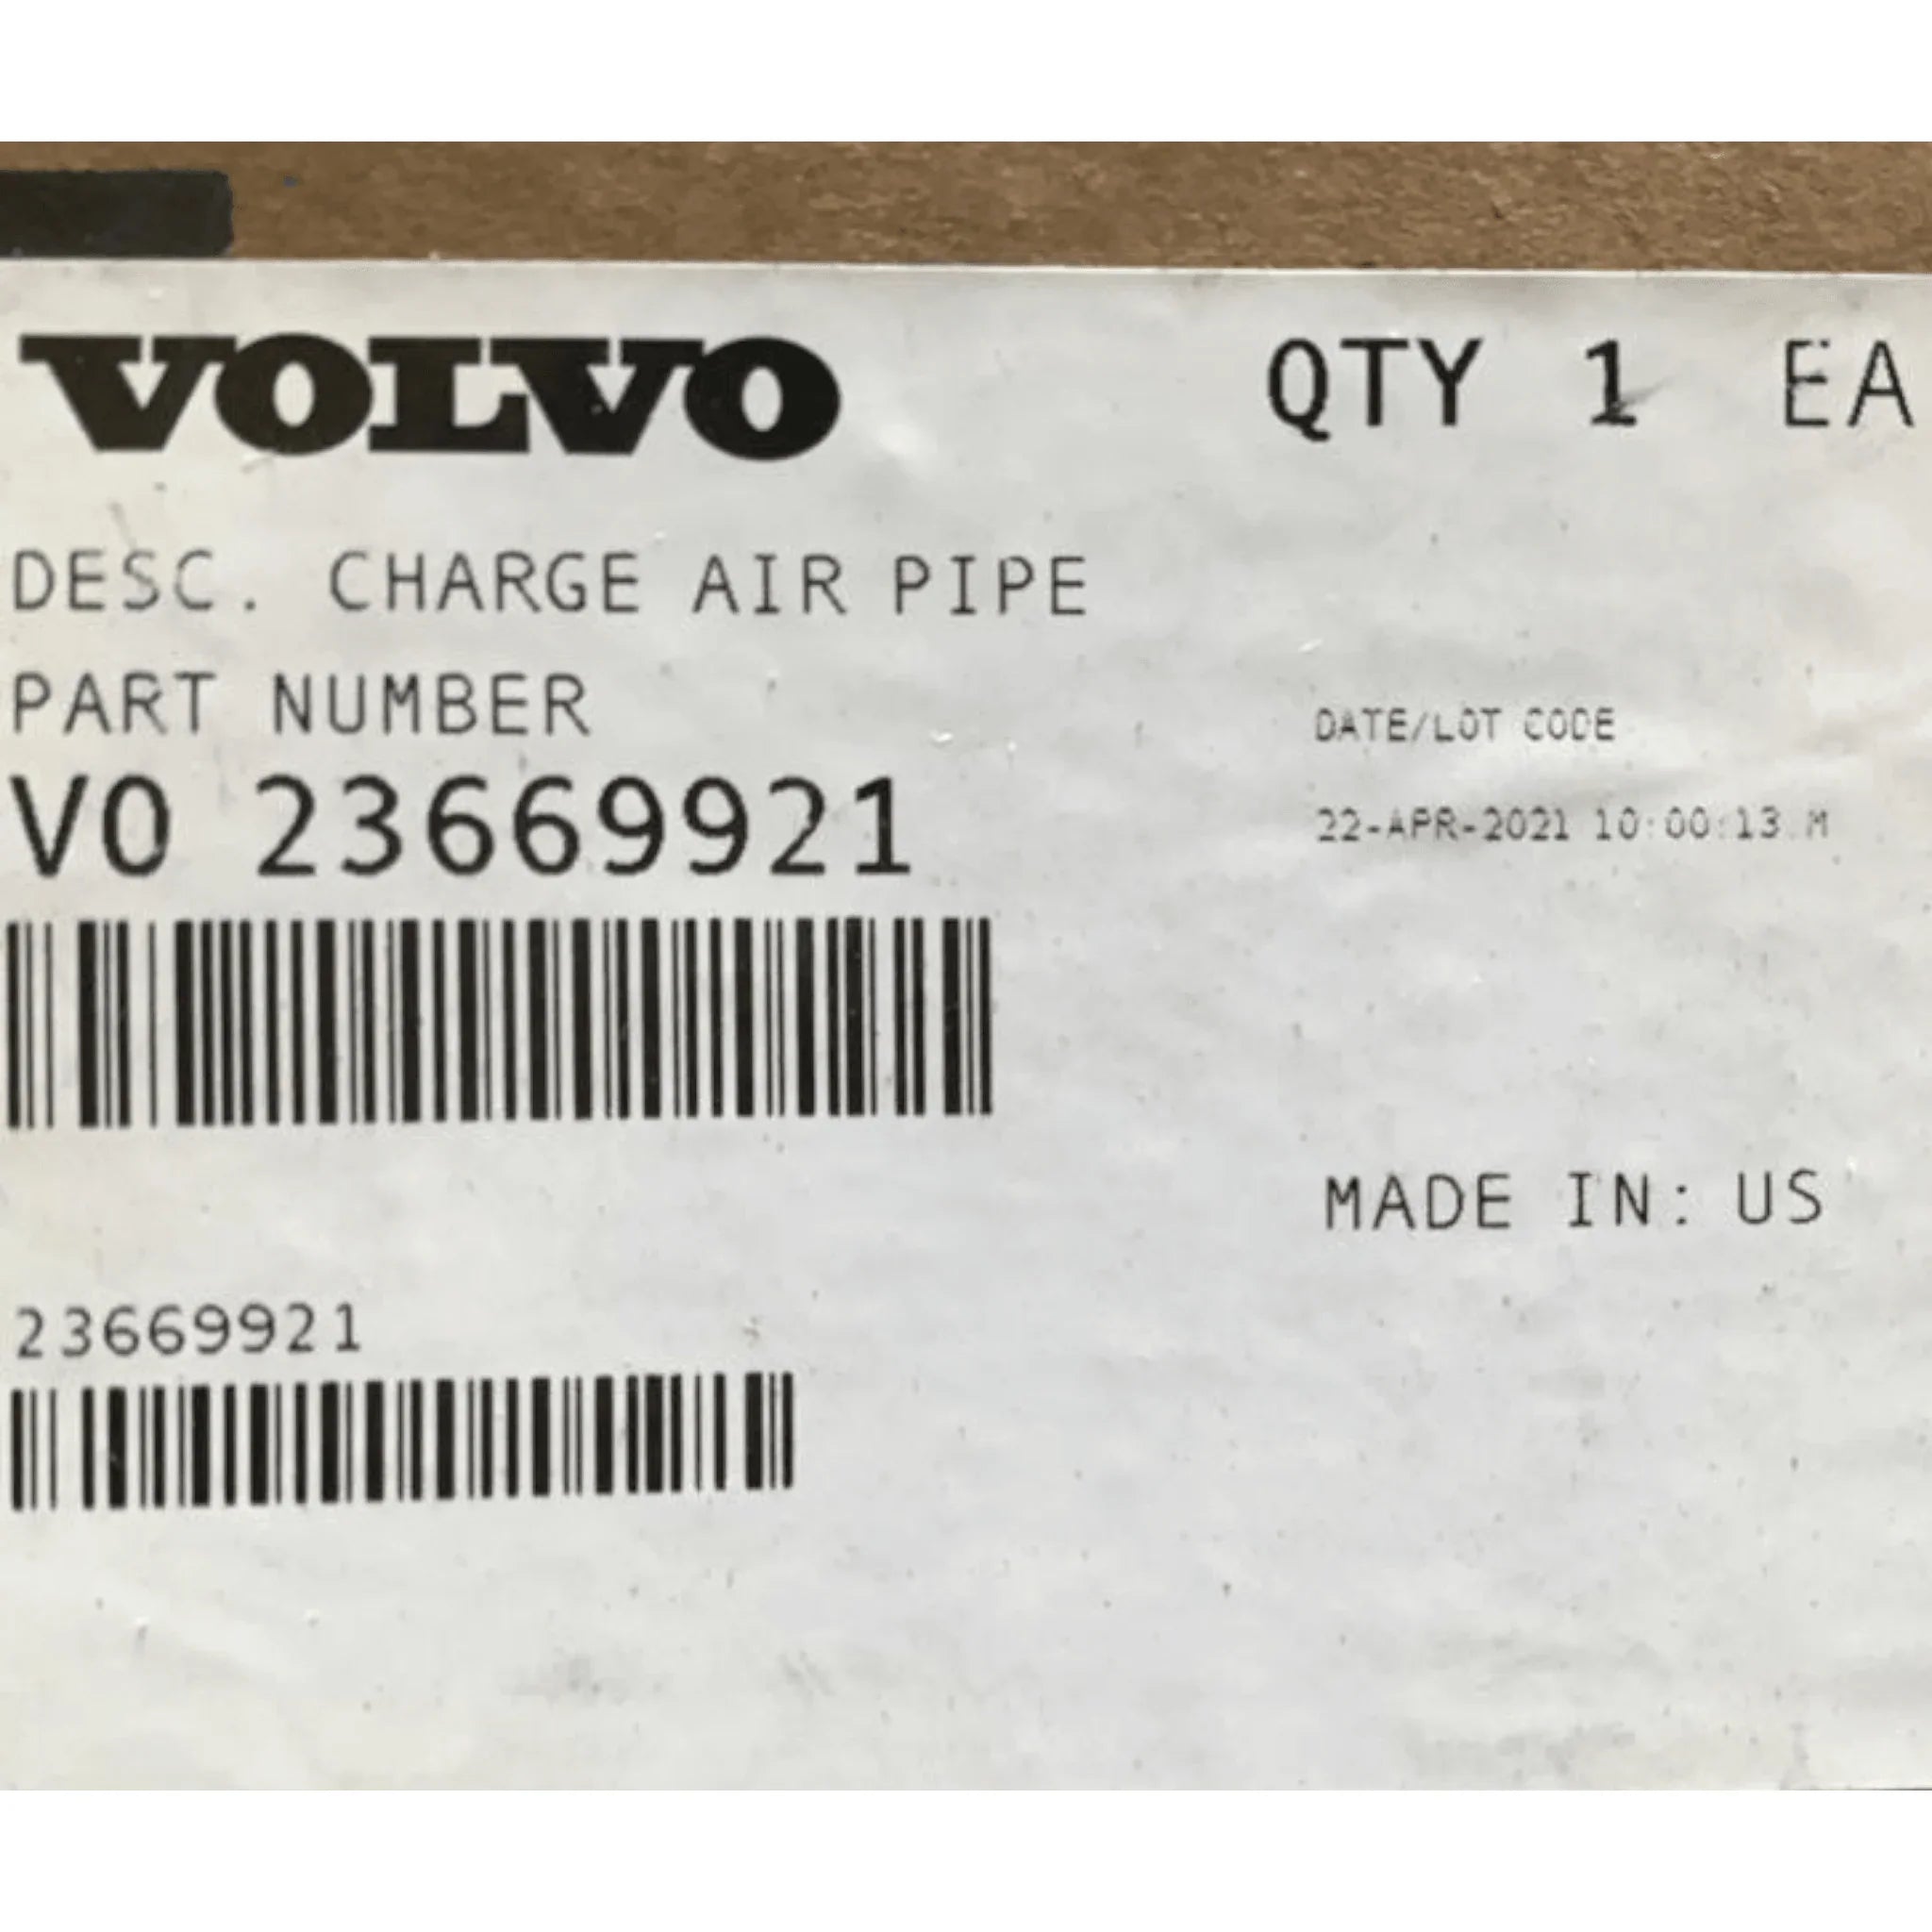 VOLVO QTY 1 EA
DESC. CHARGE AIR PIPE
PART NUMBER
VO 23669921
DATE/LOT CODE
22-APR-2021 10:00:13
MADE IN: US
23669921